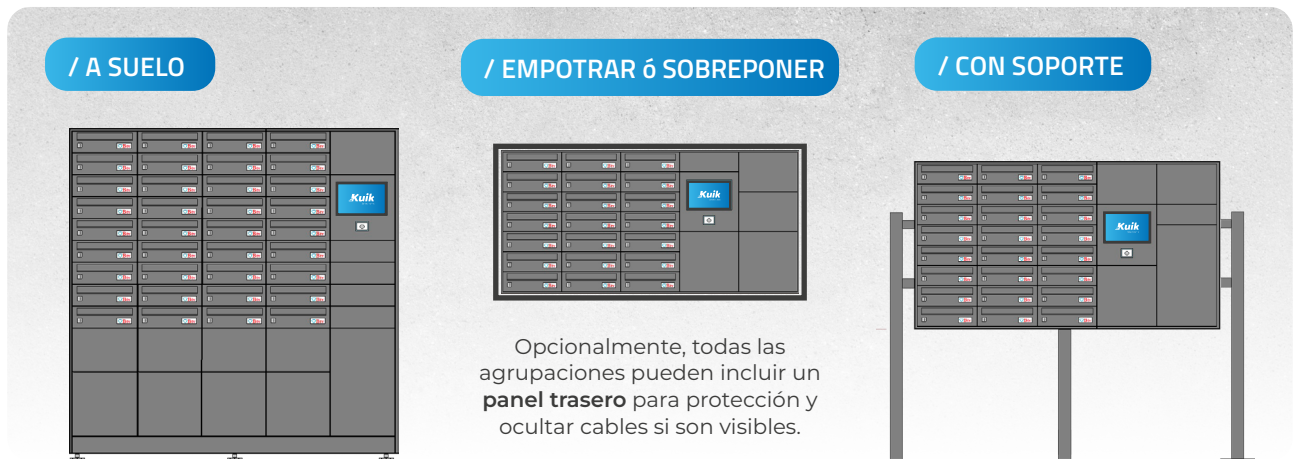 / A SUELO
/ EMPOTRAR ó SOBREPONER
/ CON SOPORTE
Kuik
Kuik
Kuik
Opcionalmente, todas las
agrupaciones pueden incluir un
panel trasero para protección y
ocultar cables si son visibles.